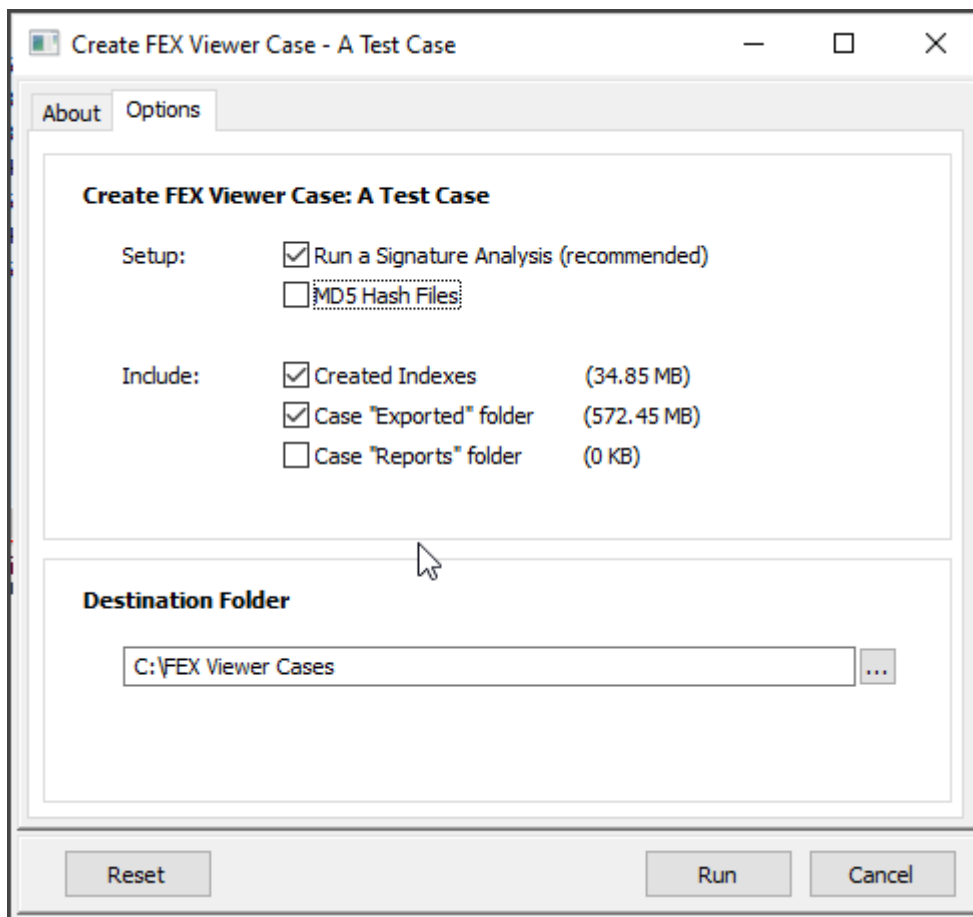 Create FEX Viewer Case - A Test Case
About Options
Create FEX Viewer Case: A Test Case
Setup: Run a Signature Analysis (recommended)
MD5 Hash Files
Include: Created Indexes (34.85 MB)
Case "Exported" folder (572.45 MB)
Case "Reports" folder (0 KB)
Destination Folder
C:\FEX Viewer Cases ...
Reset Run Cancel